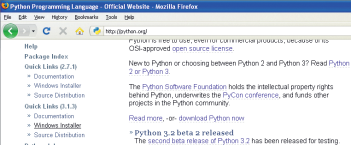 Python Programming Language - Official Website - Mozilla Firefox
File Edit View History Bookmarks Tools Help
http://python.org/
Help
Package Index
Quick Links (2.7.1)
» Documentation
» Windows Installer
» Source Distribution
Quick Links (3.1.3)
» Documentation
» Windows Installer
» Source Distribution
Python is free to use, even for commercial products, because of its
OSI-approved open source license.
New to Python or choosing between Python 2 and Python 3? Read Python
2 or Python 3.
The Python Software Foundation holds the intellectual property rights
behind Python, underwrites the PyCon conference, and funds other
projects in the Python community.
Read more, -or- download Python now
» Python 3.2 beta 2 released
The second beta release of Python 3.2 has been released for testing.